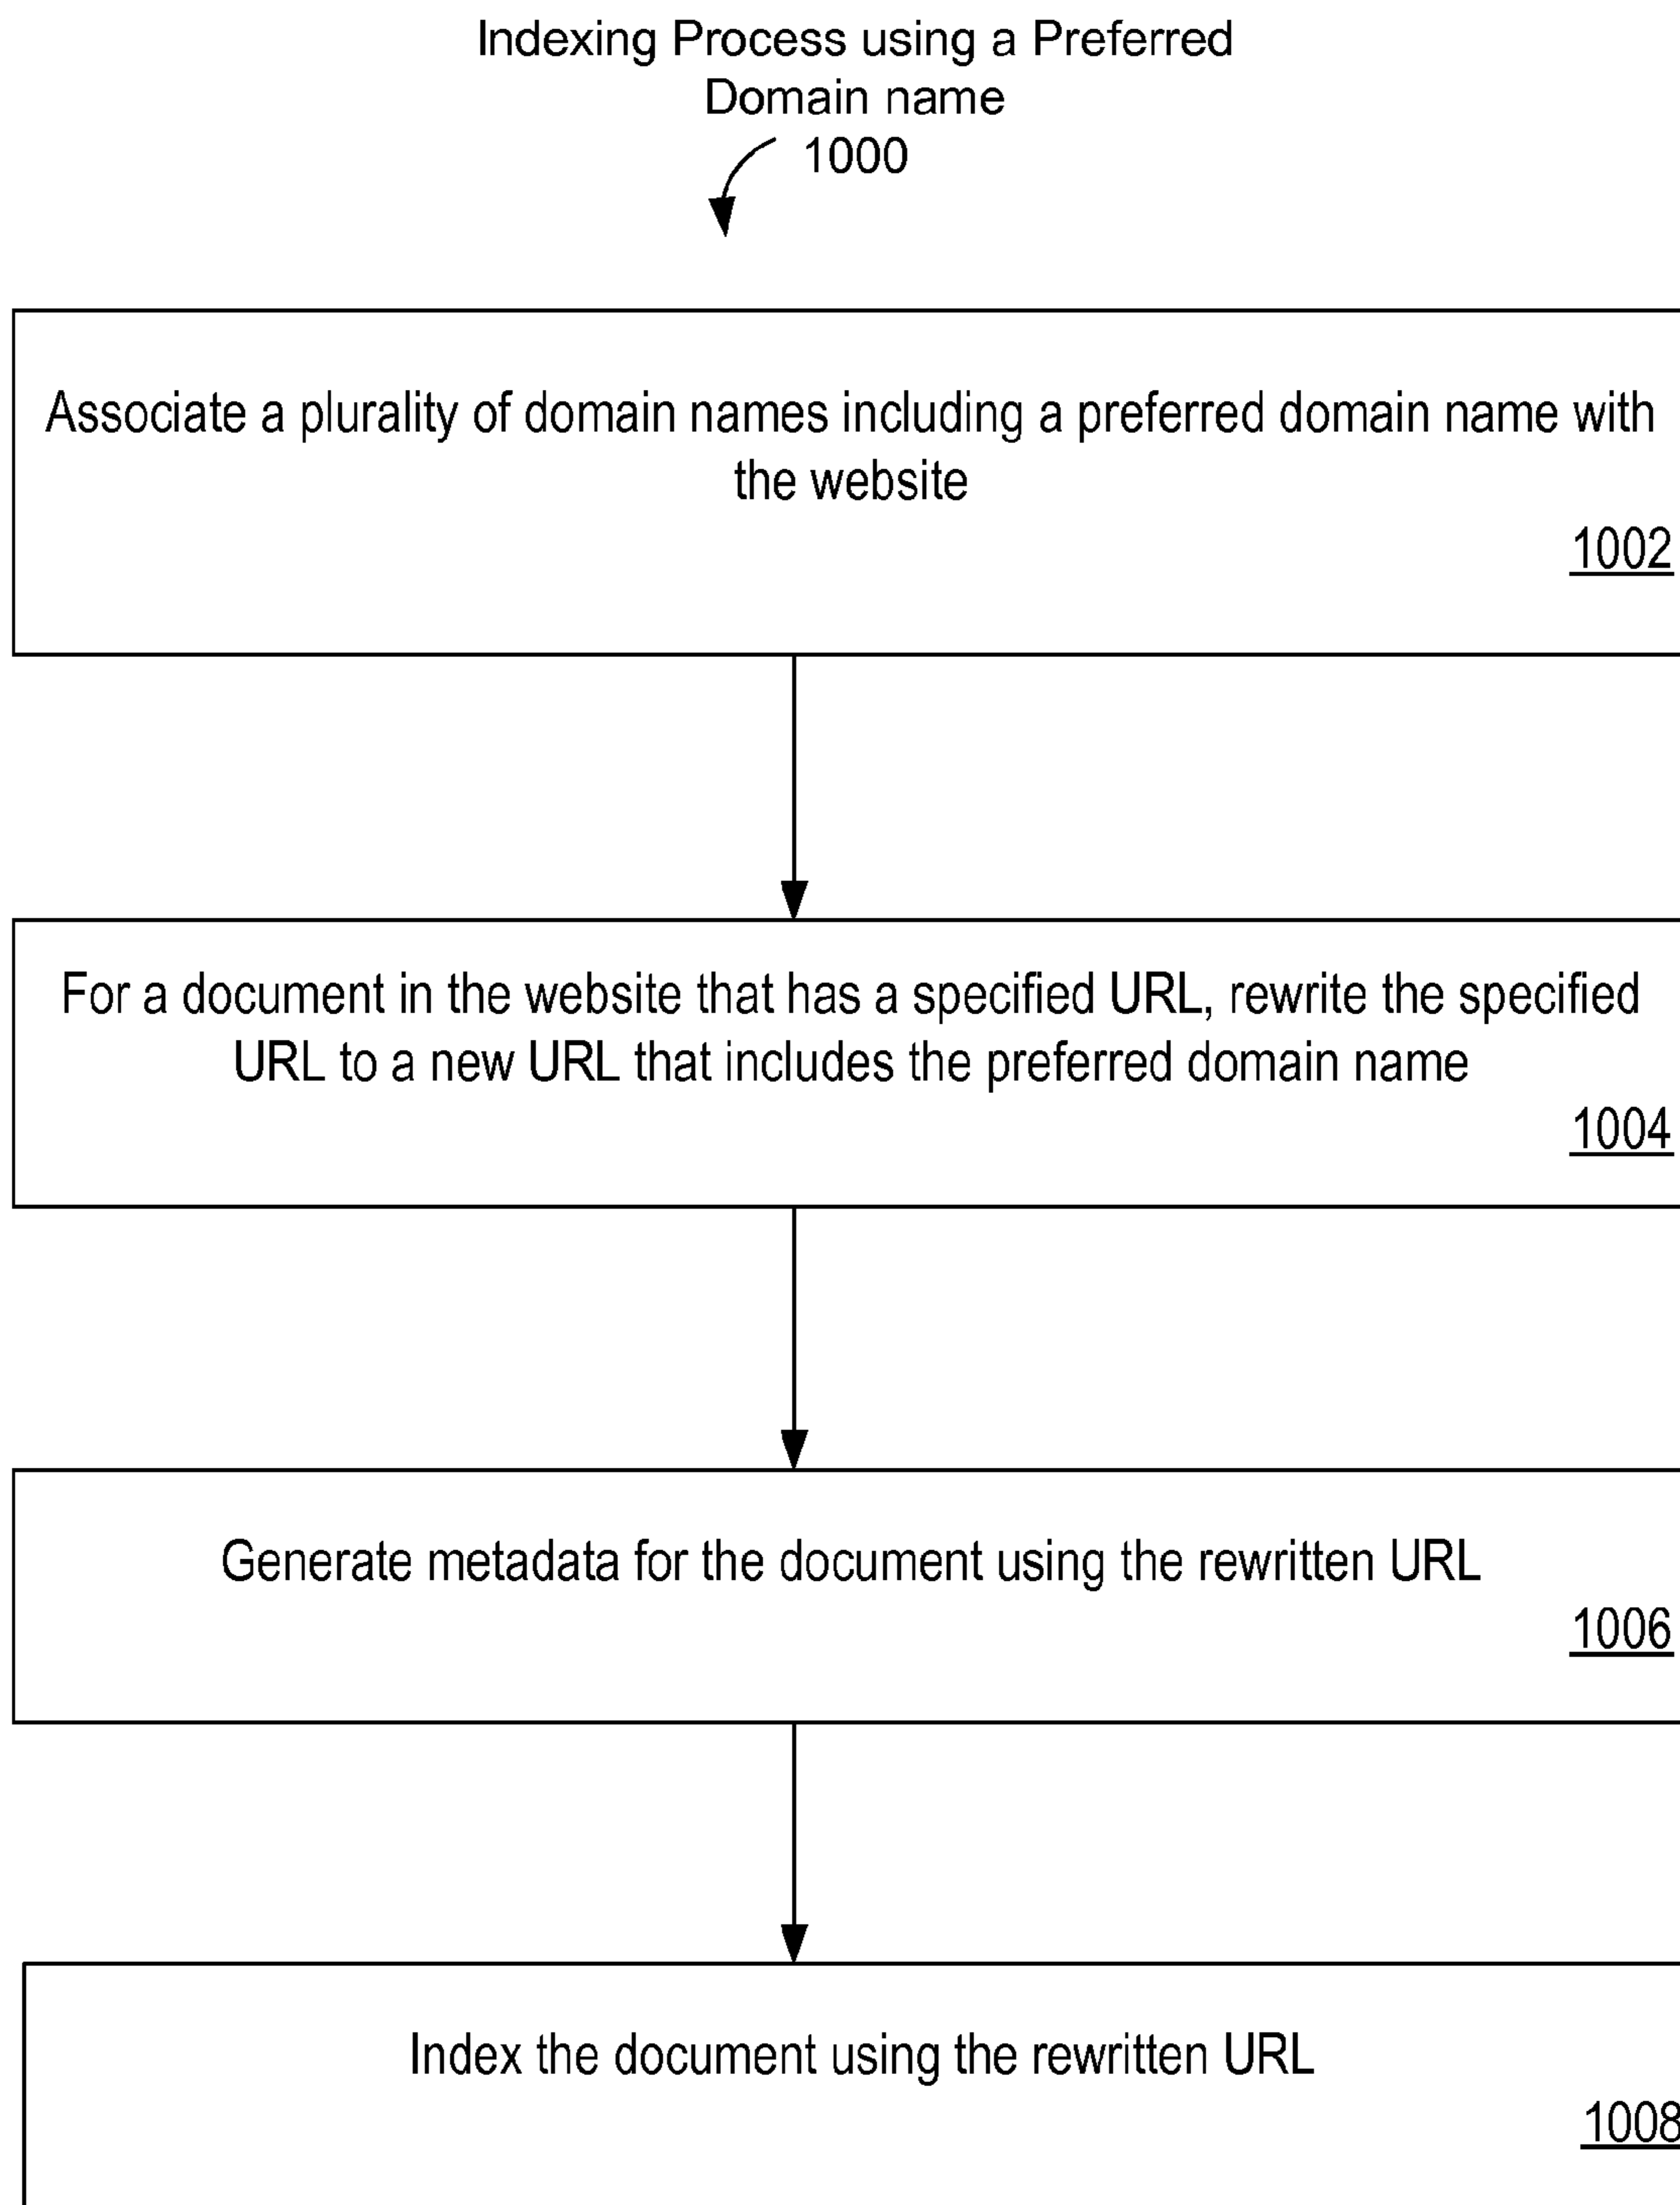 Indexing Process using a Preferred
Domain name
1000
Associate a plurality of domain names including a preferred domain name with
the website
1002
For a document in the website that has a specified URL, rewrite the specified
URL to a new URL that includes the preferred domain name
1004
Generate metadata for the document using the rewritten URL
1006
Index the document using the rewritten URL
1008